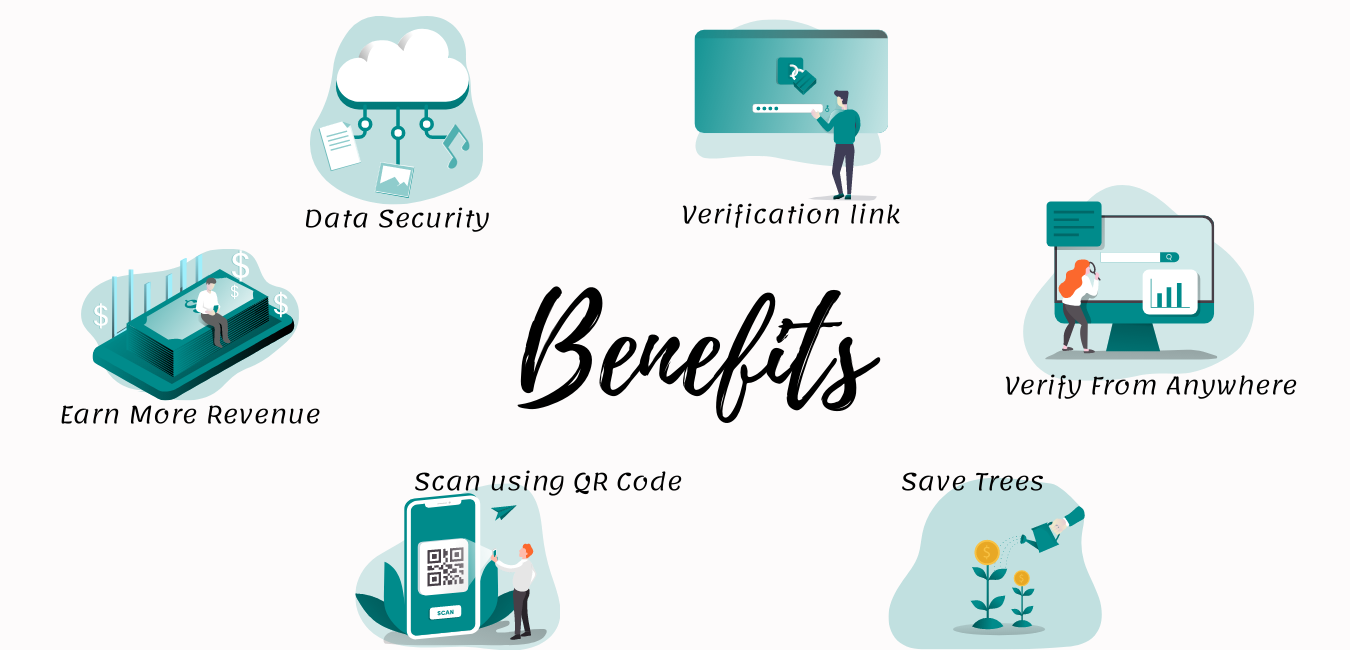 Data Security
Verification link
Earn More Revenue
Benefits
Verify From Anywhere
Scan using QR Code
Save Trees
$
$
$
$
SCAN
$
$